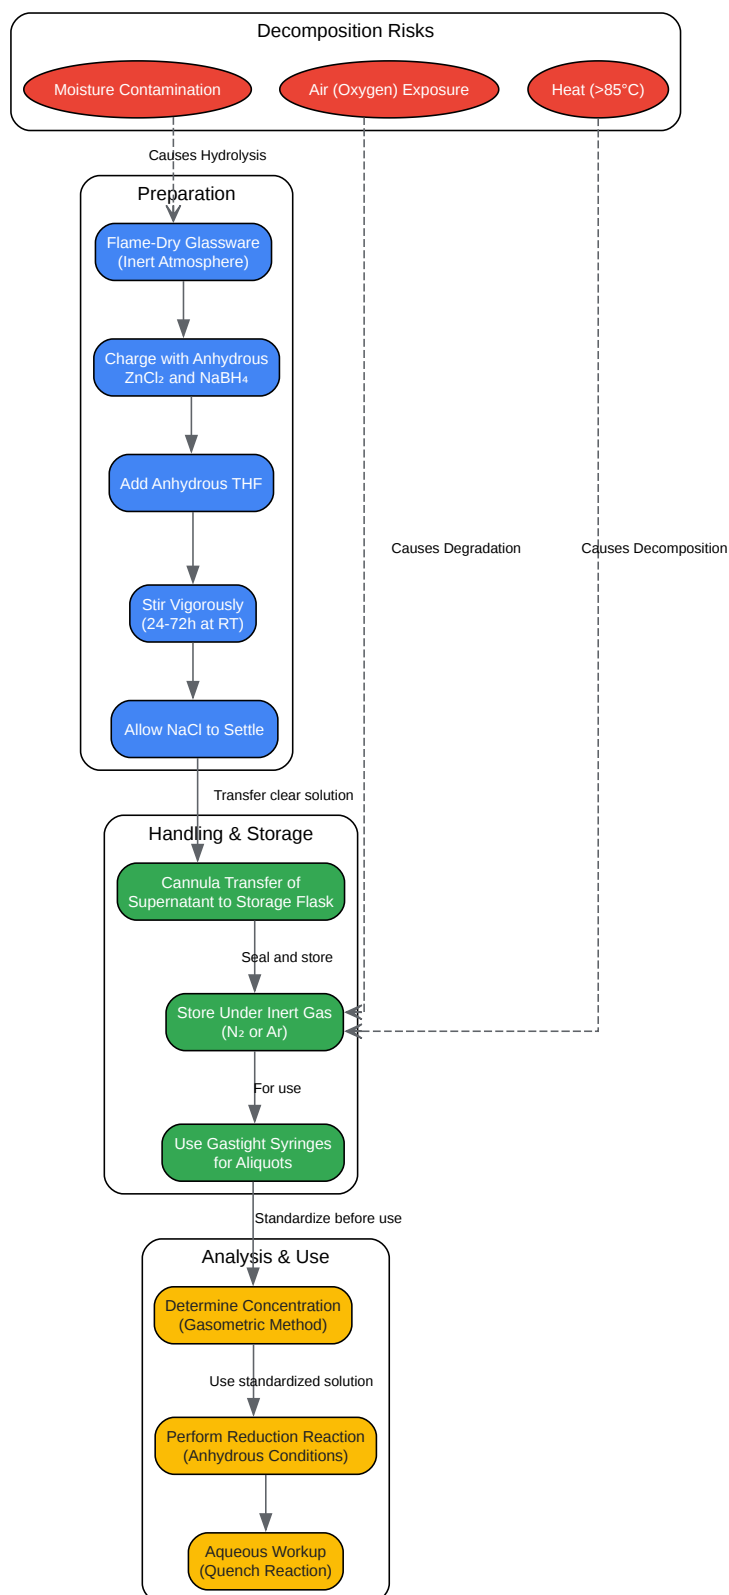 Decomposition Risks
Moisture Contamination
Air (Oxygen) Exposure
Heat (>85°C)
Causes Hydrolysis
Preparation
Flame-Dry Glassware
(Inert Atmosphere)
Charge with Anhydrous
ZnCl₂ and NaBH₄
Add Anhydrous THF
Causes Degradation
Causes Decomposition
Stir Vigorously
(24-72h at RT)
Allow NaCl to Settle
Transfer clear solution
Handling & Storage
Cannula Transfer of
Supernatant to Storage Flask
Seal and store
Store Under Inert Gas
(N₂ or Ar)
For use
Use Gastight Syringes
for Aliquots
Standardize before use
Analysis & Use
Determine Concentration
(Gasometric Method)
Use standardized solution
Perform Reduction Reaction
(Anhydrous Conditions)
Aqueous Workup
(Quench Reaction)